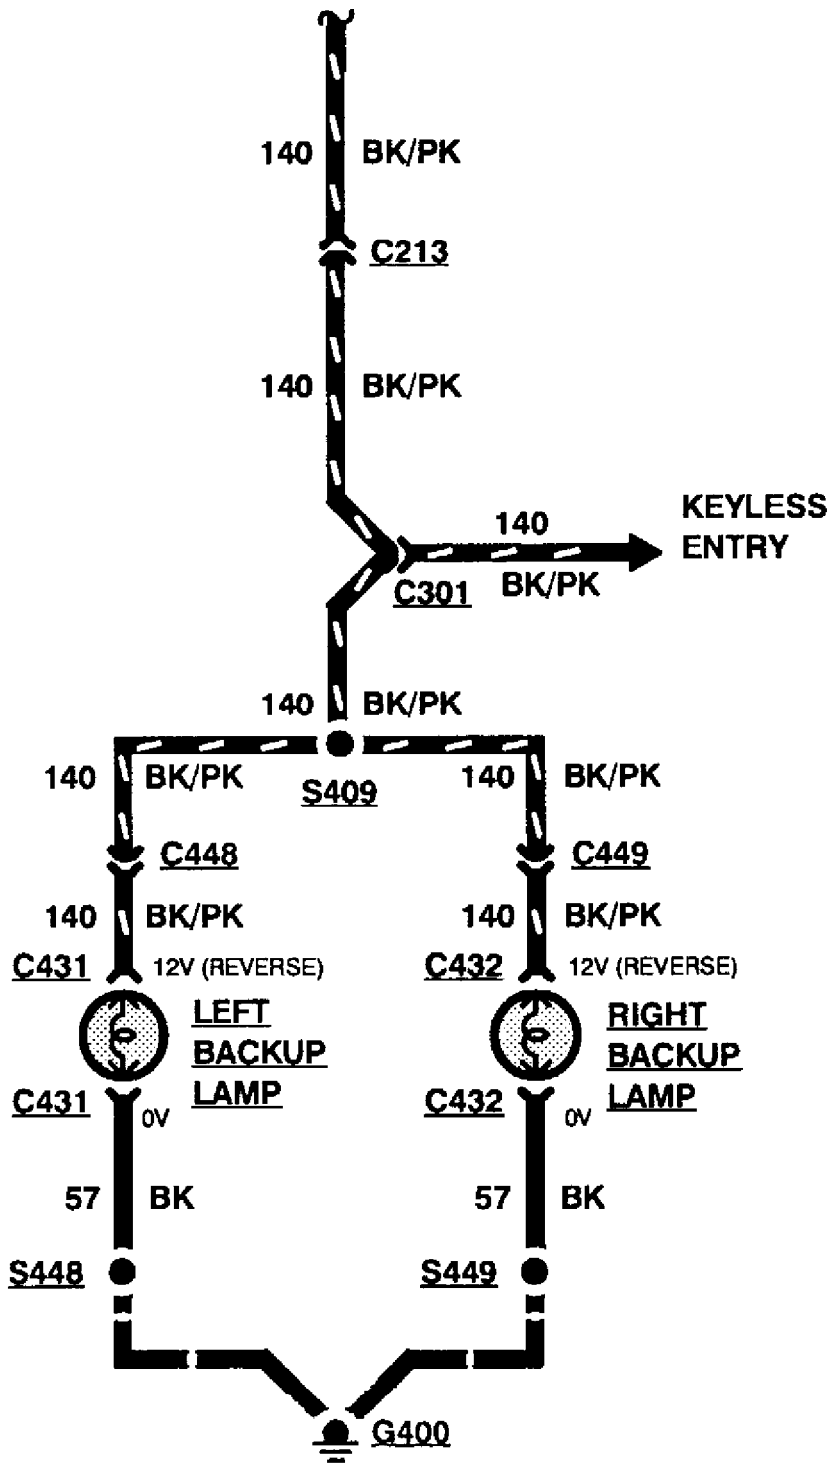 140 BK/PK
C213
140 BK/PK
KEYLESS
ENTRY
140
BK/PK
C301
140 BK/PK
S409
140 BK/PK
140 BK/PK
C448
C449
140 BK/PK
140 BK/PK
C431 12V (REVERSE)
C432 12V (REVERSE)
LEFT
BACKUP
LAMP
RIGHT
BACKUP
LAMP
C431 0V
C432 0V
57 BK
57 BK
S448
S449
G400